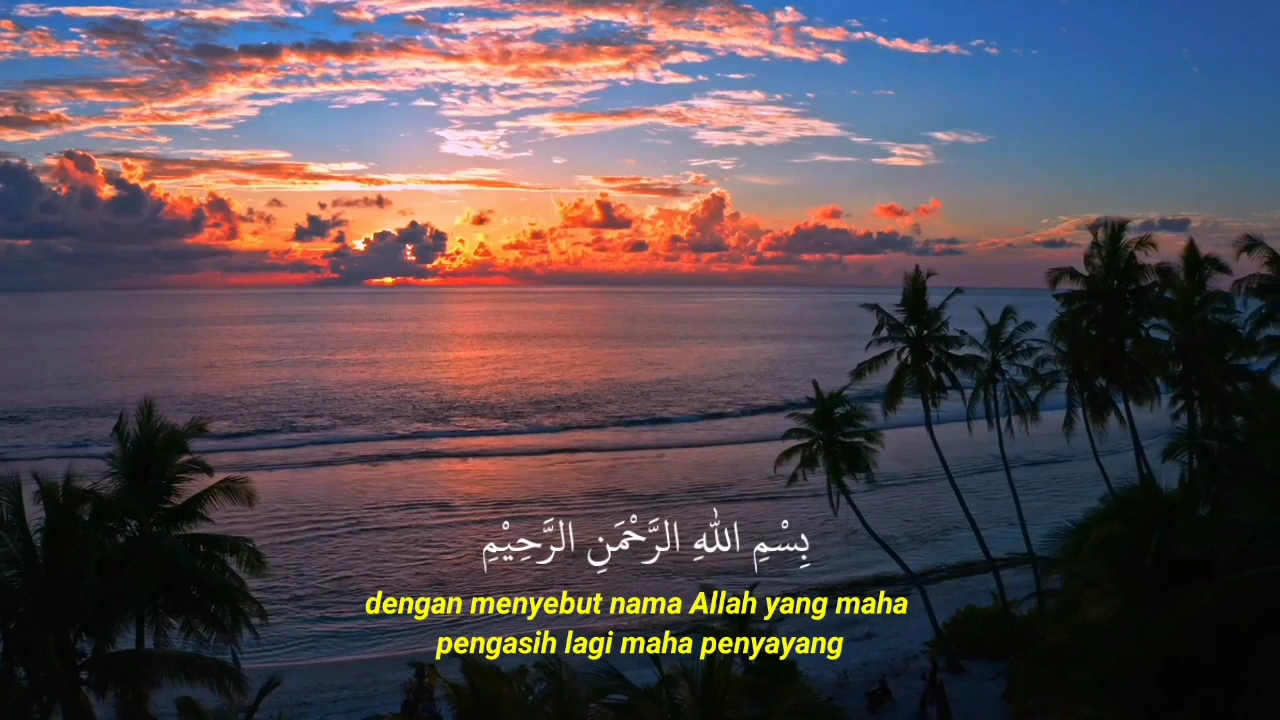 بِسْمِ اللهِ الرَّحْمَنِ الرَّحِيْمِ
dengan menyebut nama Allah yang maha
pengasih lagi maha penyayang